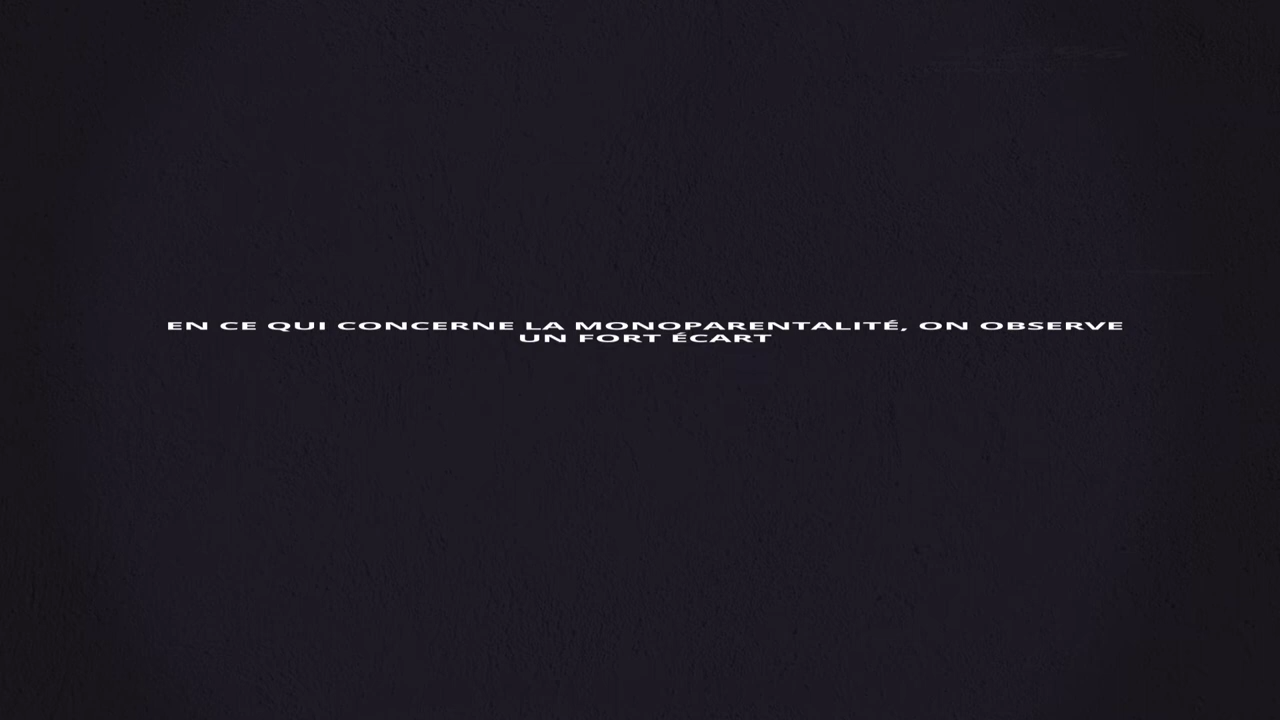 EN CE QUI CONCERNE LA MONOPARENTALITÉ, ON OBSERVE
UN FORT ÉCART